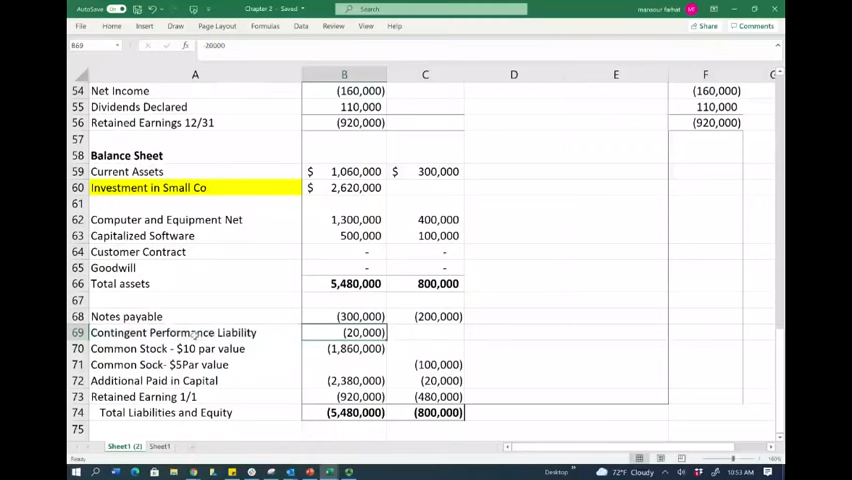 AutoSave On Chapter 2 - Saved Search mansour farhat MF
File Home Insert Draw Page Layout Formulas Data Review View Help Share Comments
B69 fx -20000
A B C D E F G
54 Net Income (160,000) (160,000)
55 Dividends Declared 110,000 110,000
56 Retained Earnings 12/31 (920,000) (920,000)
57
58 Balance Sheet
59 Current Assets $ 1,060,000 $ 300,000
60 Investment in Small Co $ 2,620,000
61
62 Computer and Equipment Net 1,300,000 400,000
63 Capitalized Software 500,000 100,000
64 Customer Contract - -
65 Goodwill - -
66 Total assets 5,480,000 800,000
67
68 Notes payable (300,000) (200,000)
69 Contingent Performance Liability (20,000)
70 Common Stock - $10 par value (1,860,000)
71 Common Sock- $5Par value (100,000)
72 Additional Paid in Capital (2,380,000) (20,000)
73 Retained Earning 1/1 (920,000) (480,000)
74 Total Liabilities and Equity (5,480,000) (800,000)
75
Sheet1 (2) Sheet1
Ready 160%
Desktop 72°F Cloudy 10:53 AM